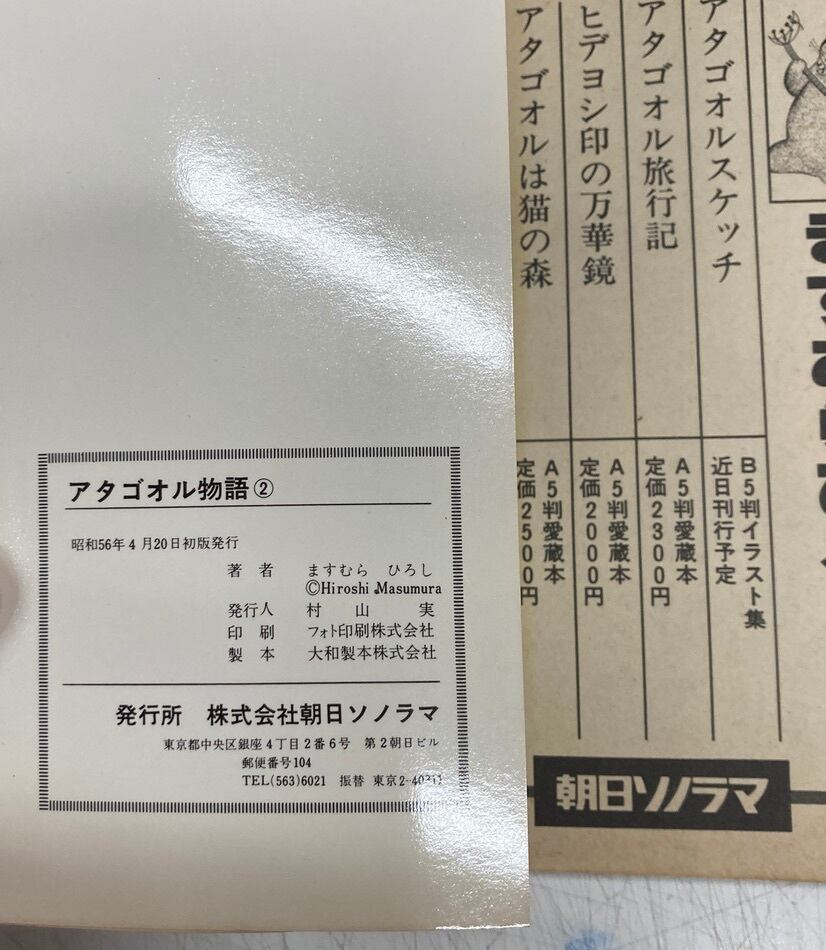 アタゴオル物語②
昭和56年4月20日初版発行
著者 ますむら ひろし
©Hiroshi Masumura
発行人 村山実
印刷 フォト印刷株式会社
製本 大和製本株式会社
発行所 株式会社朝日ソノラマ
東京都中央区銀座4丁目2番6号 第2朝日ビル
郵便番号104
TEL(563)6021 振替 東京2-40311
アタゴオルスケッチ
B5判イラスト集
近日刊行予定
アタゴオル旅行記
A5判愛蔵本
定価2300円
ヒデヨシ印の万華鏡
A5判愛蔵本
定価2000円
アタゴオルは猫の森
A5判愛蔵本
定価2500円
朝日ソノラマ